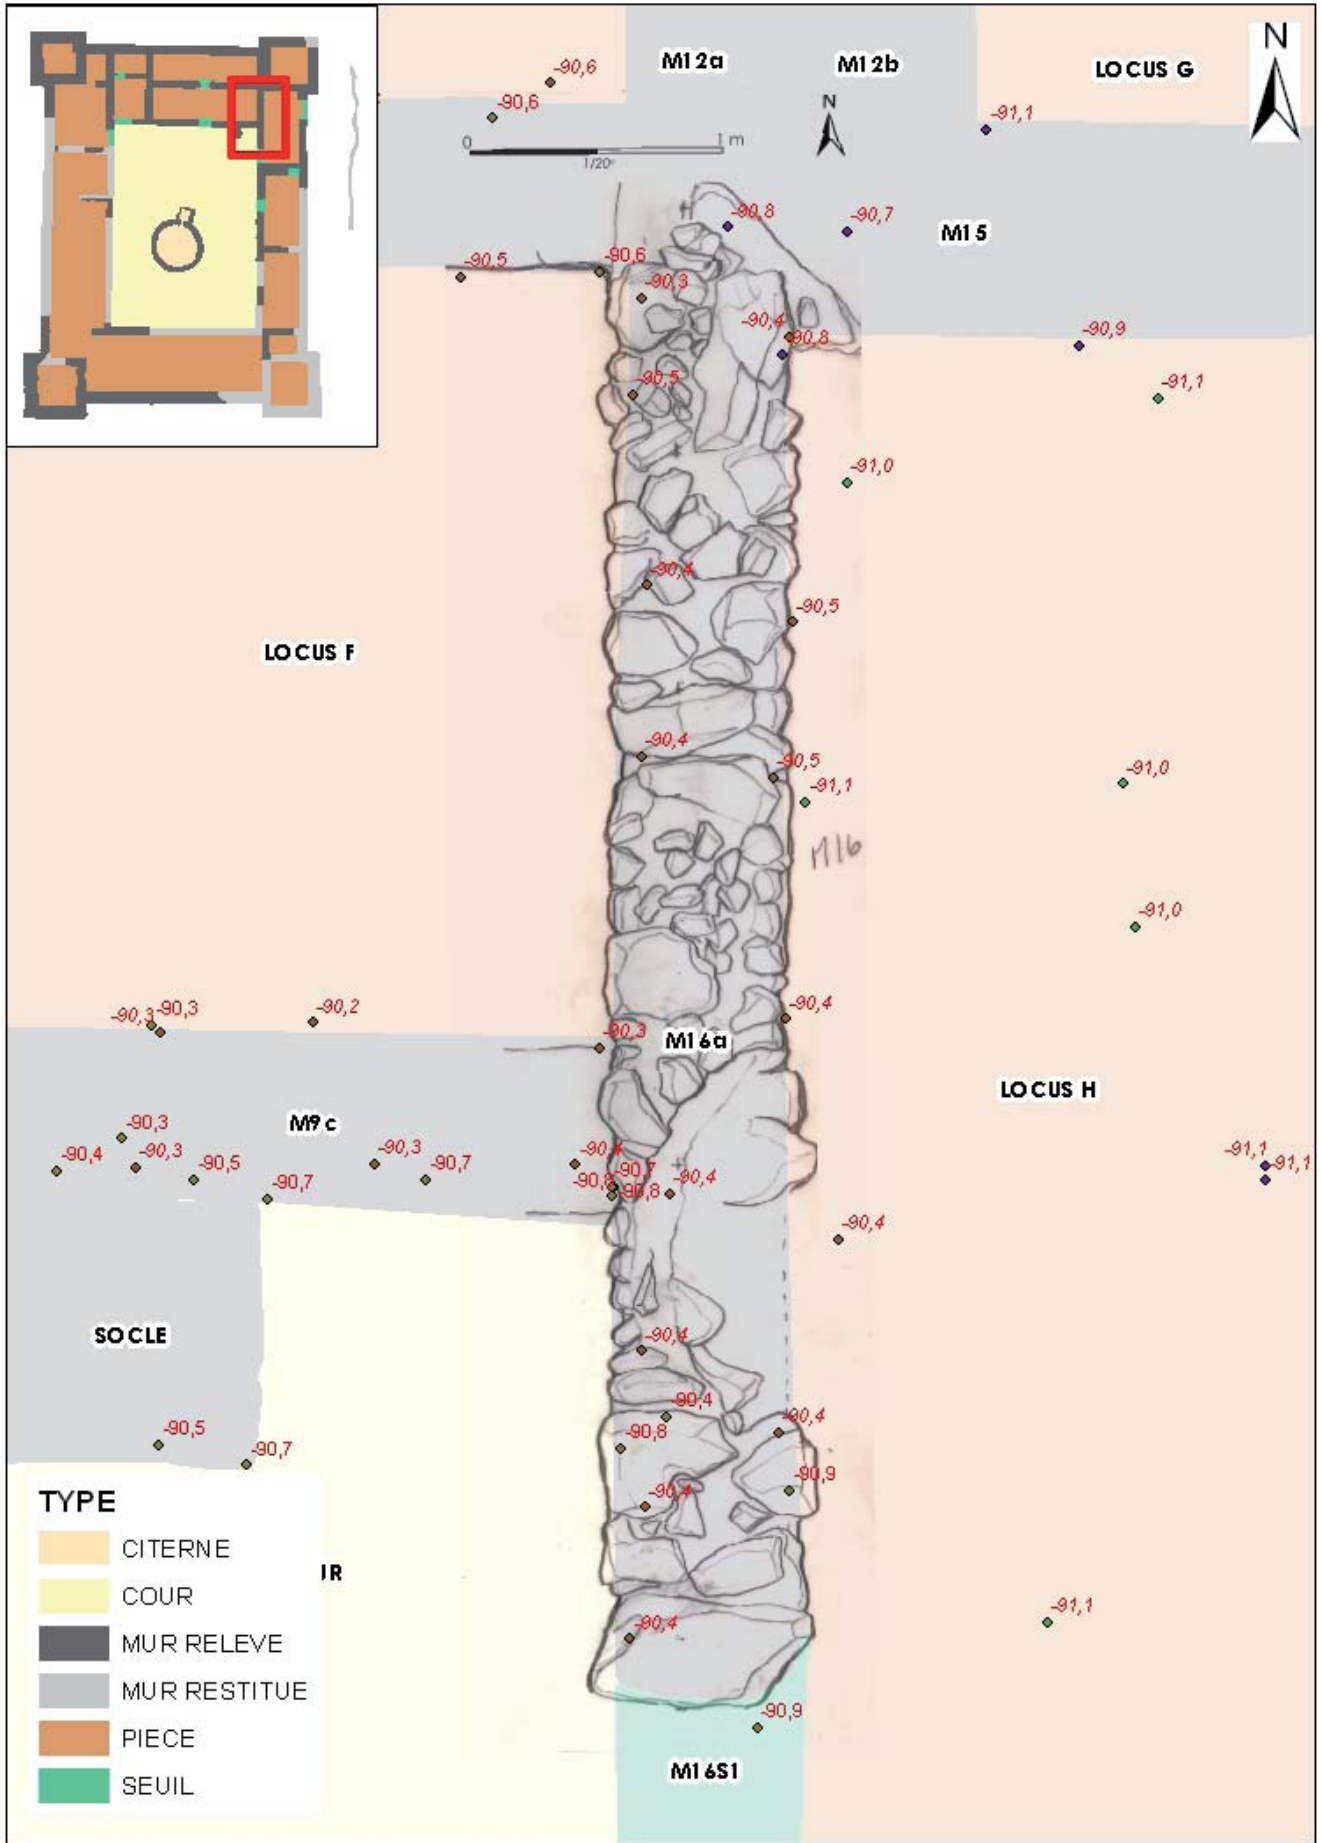 M12a
M12b
LOCUS G
N
-90,6
-90,6
-91,1
N
0
1 m
1/20e
-90,8
-90,7
M15
-90,5
-90,6
-90,3
-90,4
-90,8
-90,9
-90,5
-91,1
-91,0
-90,4
-90,5
LOCUS F
-90,4
-90,5
-91,1
-91,0
M16
-91,0
-90,3
-90,3
-90,2
-90,4
-90,3
M16a
LOCUS H
M9c
-90,3
-90,4
-90,3
-90,5
-90,7
-90,3
-90,7
-90,4
-90,7
-90,8
-90,8
-90,4
-91,1
-91,1
-90,4
SOCLE
-90,4
-90,4
-90,4
-90,8
-90,5
-90,7
-90,9
-90,4
TYPE
CITERNE
COUR
MUR RELEVE
MUR RESTITUE
PIECE
SEUIL
UR
-90,4
-91,1
-90,9
M16S1